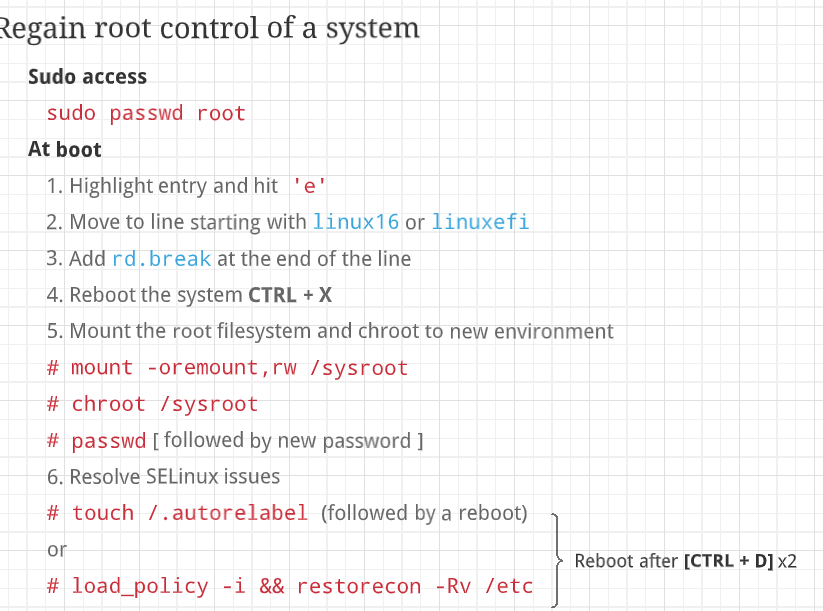 Regain root control of a system
Sudo access
sudo passwd root
At boot
1. Highlight entry and hit 'e'
2. Move to line starting with linux16 or linuxefi
3. Add rd.break at the end of the line
4. Reboot the system CTRL + X
5. Mount the root filesystem and chroot to new environment
# mount -oremount,rw /sysroot
# chroot /sysroot
# passwd [ followed by new password ]
6. Resolve SELinux issues
# touch /.autorelabel (followed by a reboot)
or
# load_policy -i && restorecon -Rv /etc
Reboot after [CTRL + D] x2